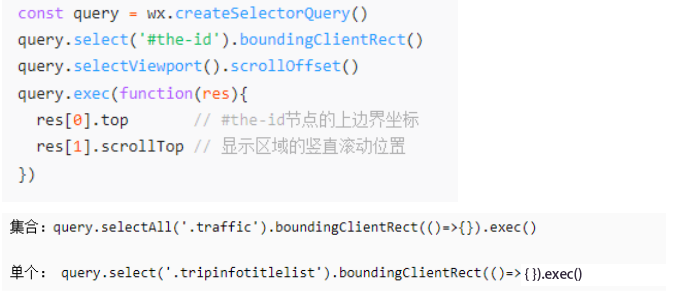 const query = wx.createSelectorQuery()
query.select('#the-id').boundingClientRect()
query.selectViewport().scrollOffset()
query.exec(function(res){
  res[0].top       // #the-id节点的上边界坐标
  res[1].scrollTop // 显示区域的竖直滚动位置
})
集合：query.selectAll('.traffic').boundingClientRect(()=>{}).exec()
单个： query.select('.tripinfotitlelist').boundingClientRect(()=>{ }).exec()